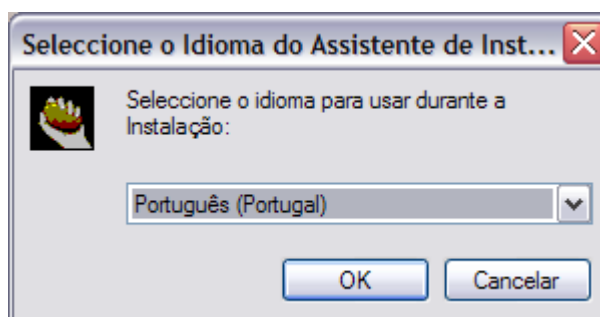 Seleccione o Idioma do Assistente de Inst...
Seleccione o idioma para usar durante a
Instalação:
Português (Portugal)
OK
Cancelar